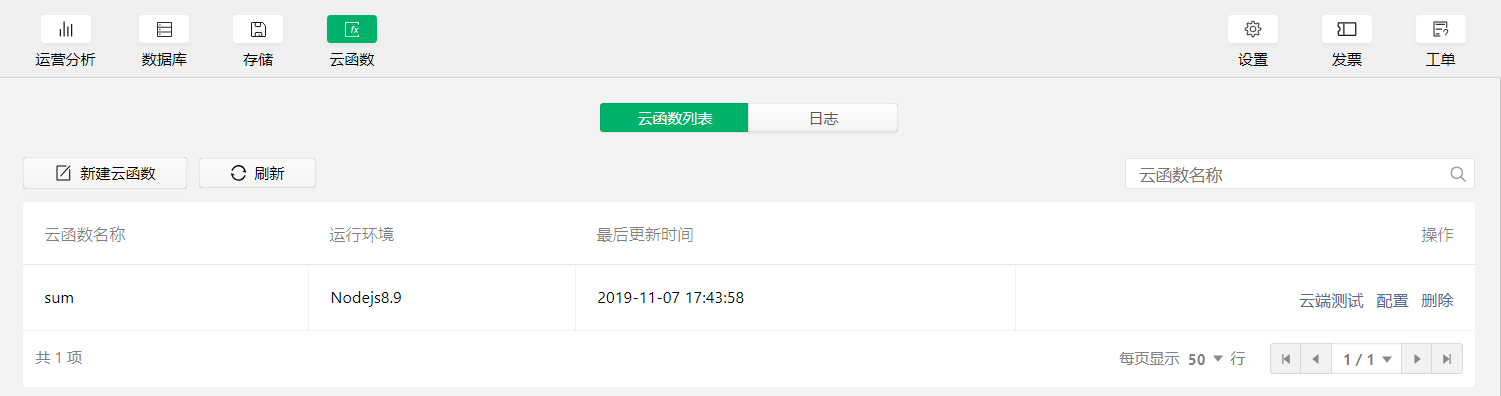 运营分析 数据库 存储 云函数 设置 发票 工单
云函数列表 日志
新建云函数 刷新 云函数名称
云函数名称 运行环境 最后更新时间 操作
sum Nodejs8.9 2019-11-07 17:43:58 云端测试 配置 删除
共 1 项 每页显示 50 行 1 / 1